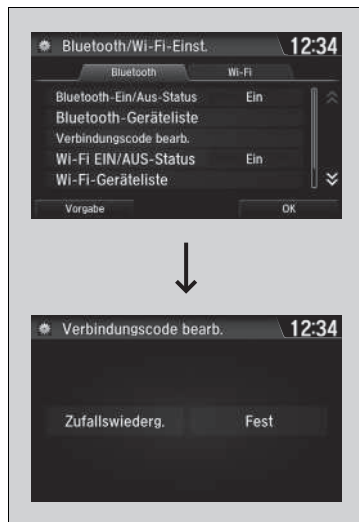 Bluetooth/Wi-Fi-Einst. 12:34
Bluetooth Wi-Fi
Bluetooth-Ein/Aus-Status Ein
Bluetooth-Geräteliste
Verbindungscode bearb.
Wi-Fi EIN/AUS-Status Ein
Wi-Fi-Geräteliste
Vorgabe OK
Verbindungscode bearb. 12:34
Zufallswiederg. Fest